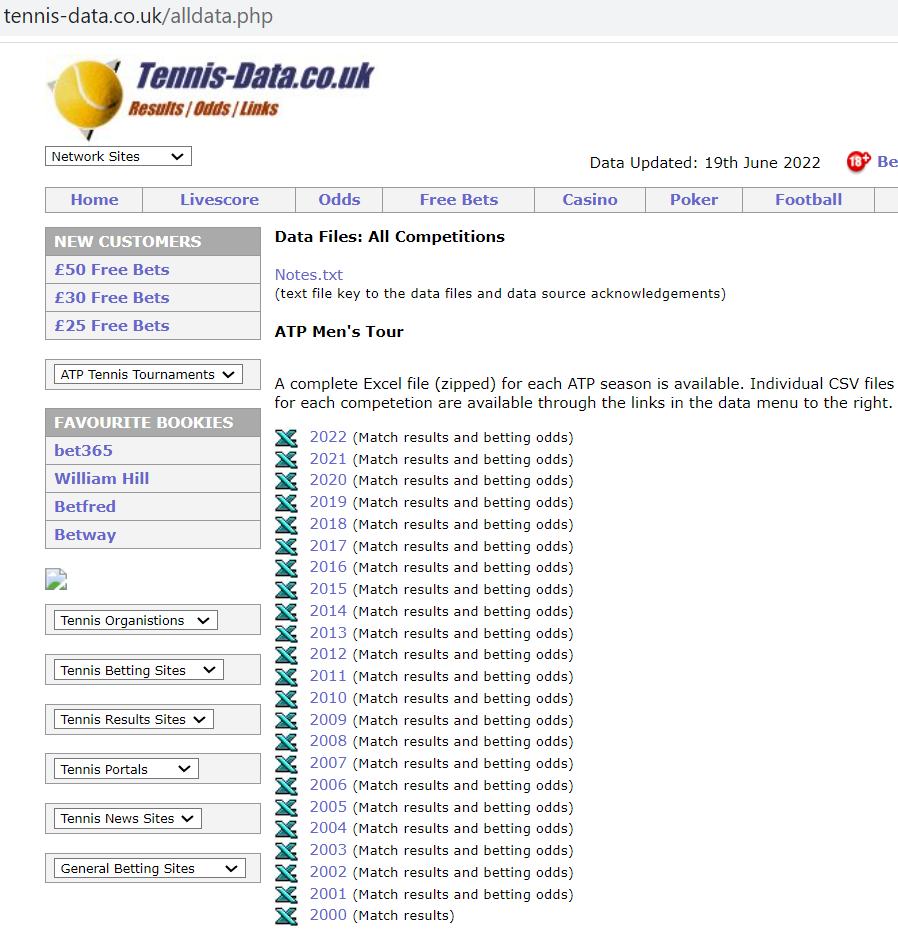 tennis-data.co.uk/alldata.php
Tennis-Data.co.uk
Results / Odds / Links
Network Sites
Data Updated: 19th June 2022
18+ Be
Home Livescore Odds Free Bets Casino Poker Football
NEW CUSTOMERS
£50 Free Bets
£30 Free Bets
£25 Free Bets
ATP Tennis Tournaments
FAVOURITE BOOKIES
bet365
William Hill
Betfred
Betway
Tennis Organistions
Tennis Betting Sites
Tennis Results Sites
Tennis Portals
Tennis News Sites
General Betting Sites
Data Files: All Competitions
Notes.txt
(text file key to the data files and data source acknowledgements)
ATP Men's Tour
A complete Excel file (zipped) for each ATP season is available. Individual CSV files
for each competetion are available through the links in the data menu to the right.
2022 (Match results and betting odds)
2021 (Match results and betting odds)
2020 (Match results and betting odds)
2019 (Match results and betting odds)
2018 (Match results and betting odds)
2017 (Match results and betting odds)
2016 (Match results and betting odds)
2015 (Match results and betting odds)
2014 (Match results and betting odds)
2013 (Match results and betting odds)
2012 (Match results and betting odds)
2011 (Match results and betting odds)
2010 (Match results and betting odds)
2009 (Match results and betting odds)
2008 (Match results and betting odds)
2007 (Match results and betting odds)
2006 (Match results and betting odds)
2005 (Match results and betting odds)
2004 (Match results and betting odds)
2003 (Match results and betting odds)
2002 (Match results and betting odds)
2001 (Match results and betting odds)
2000 (Match results)